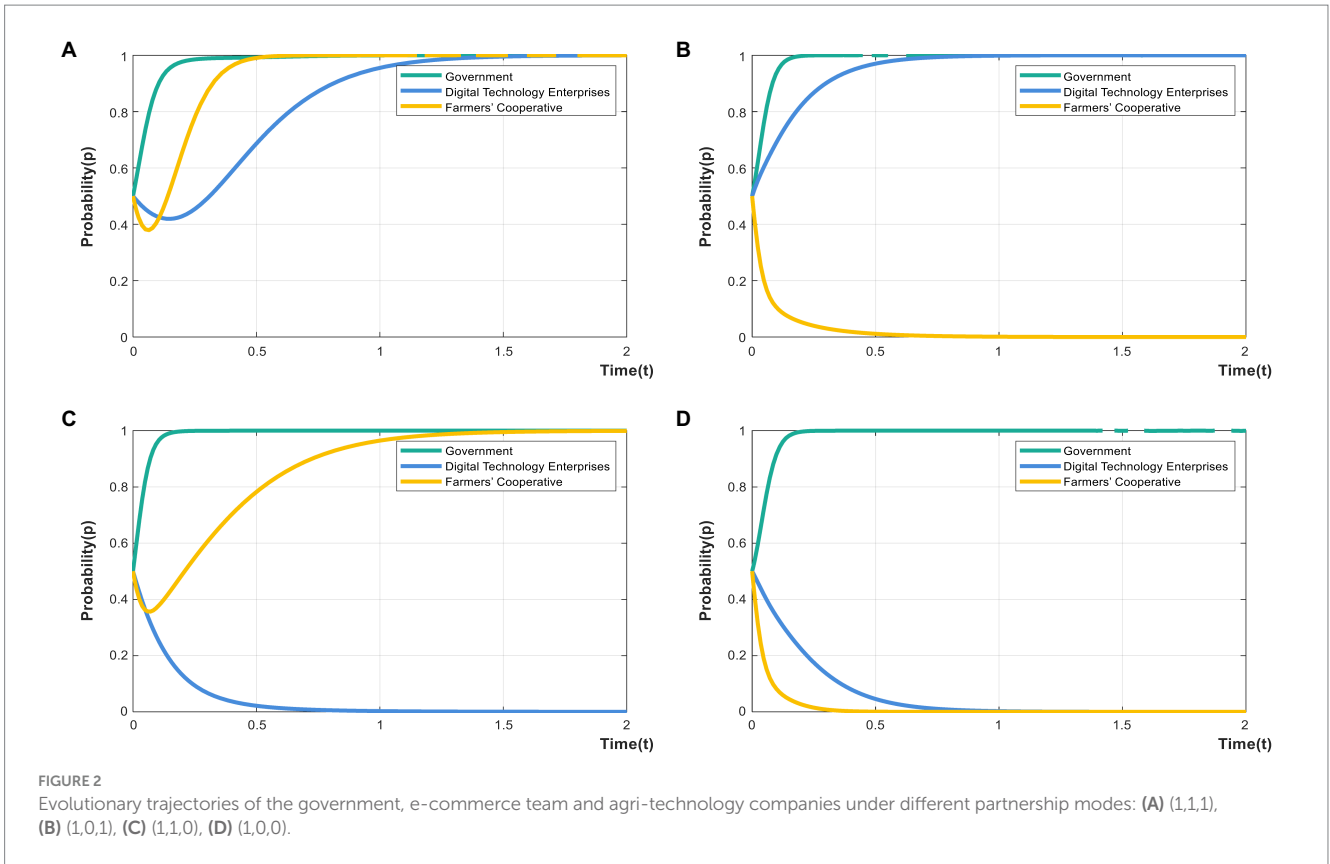 A
1
0.8
0.6
0.4
0.2
0
Probability(p)
0
0.5
1
1.5
2
Time(t)
Government
Digital Technology Enterprises
Farmers' Cooperative
B
1
0.8
0.6
0.4
0.2
0
Probability(p)
0
0.5
1
1.5
2
Time(t)
Government
Digital Technology Enterprises
Farmers' Cooperative
C
1
0.8
0.6
0.4
0.2
0
Probability(p)
0
0.5
1
1.5
2
Time(t)
Government
Digital Technology Enterprises
Farmers' Cooperative
D
1
0.8
0.6
0.4
0.2
0
Probability(p)
0
0.5
1
1.5
2
Time(t)
Government
Digital Technology Enterprises
Farmers' Cooperative
FIGURE 2
Evolutionary trajectories of the government, e-commerce team and agri-technology companies under different partnership modes: (A) (1,1,1),
(B) (1,0,1), (C) (1,1,0), (D) (1,0,0).